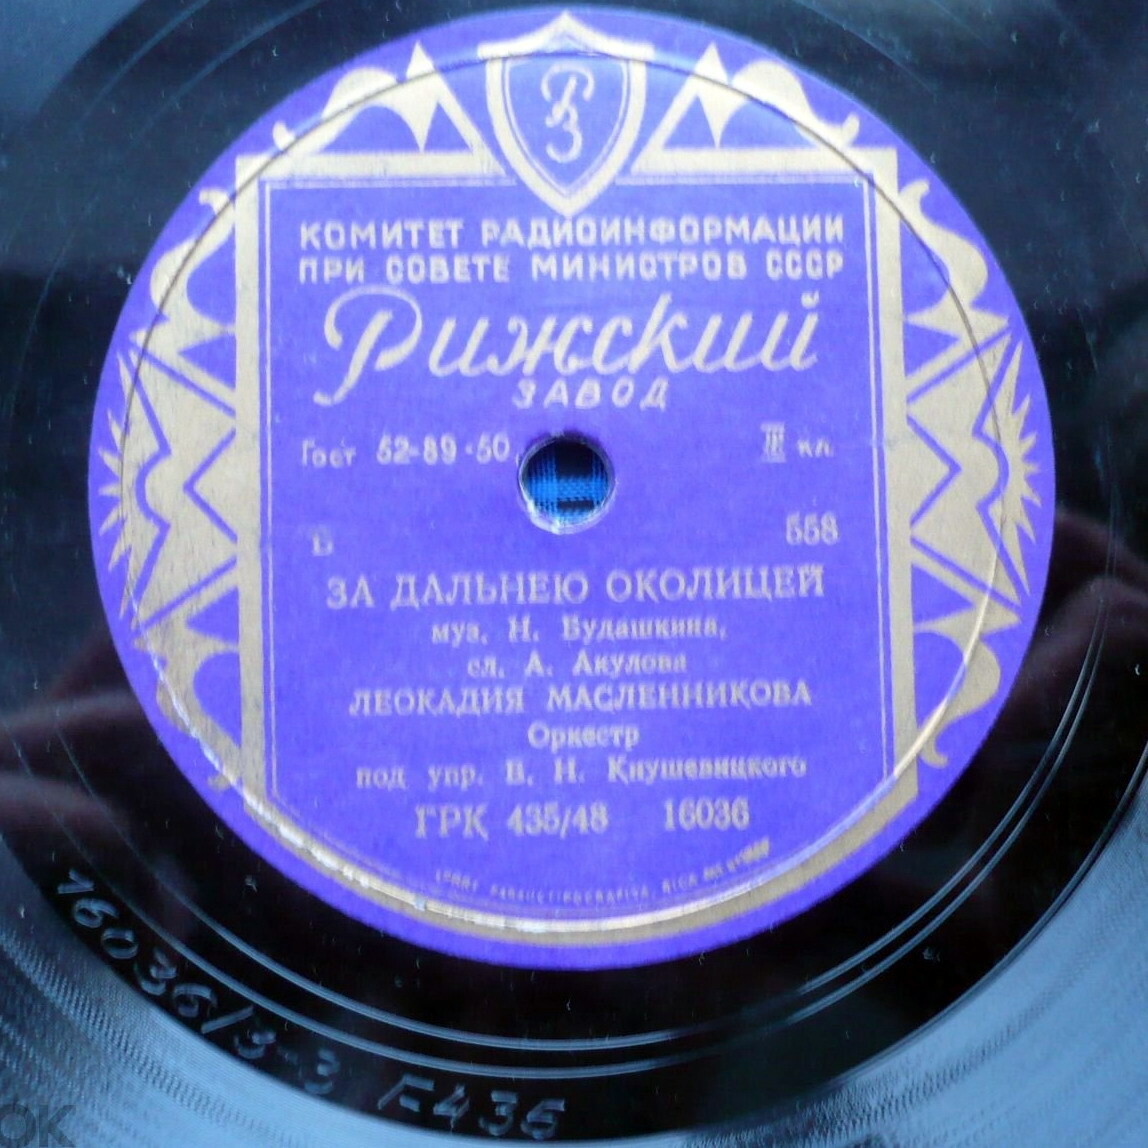 РЗ
КОМИТЕТ РАДИОИНФОРМАЦИИ
ПРИ СОВЕТЕ МИНИСТРОВ СССР
Рижский
ЗАВОД
Гост 52-89-50 III кл.
Б 558
ЗА ДАЛЬНЕЮ ОКОЛИЦЕЙ
муз. Н. Будашкина,
сл. А. Акулова
ЛЕОКАДИЯ МАСЛЕННИКОВА
Оркестр
под упр. В. Н. Кнушевицкого
ГРК 435/48 16036
16036/3-3 Г-436
OK